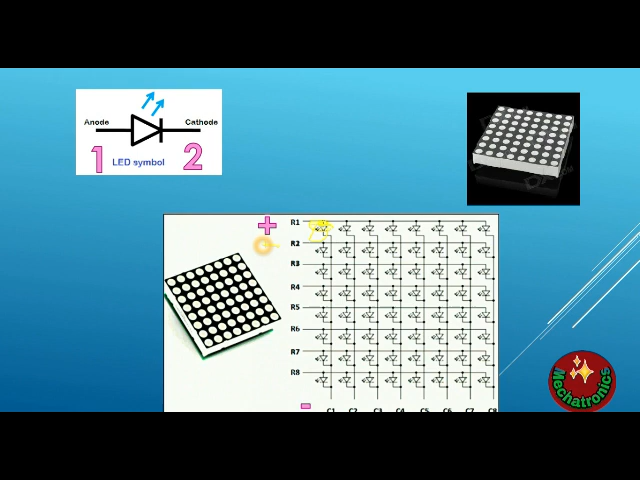 Anode Cathode
1 LED symbol 2
+
R1
R2
R3
R4
R5
R6
R7
R8
-
C1 C2 C3 C4 C5 C6 C7 C8
Mechatronics